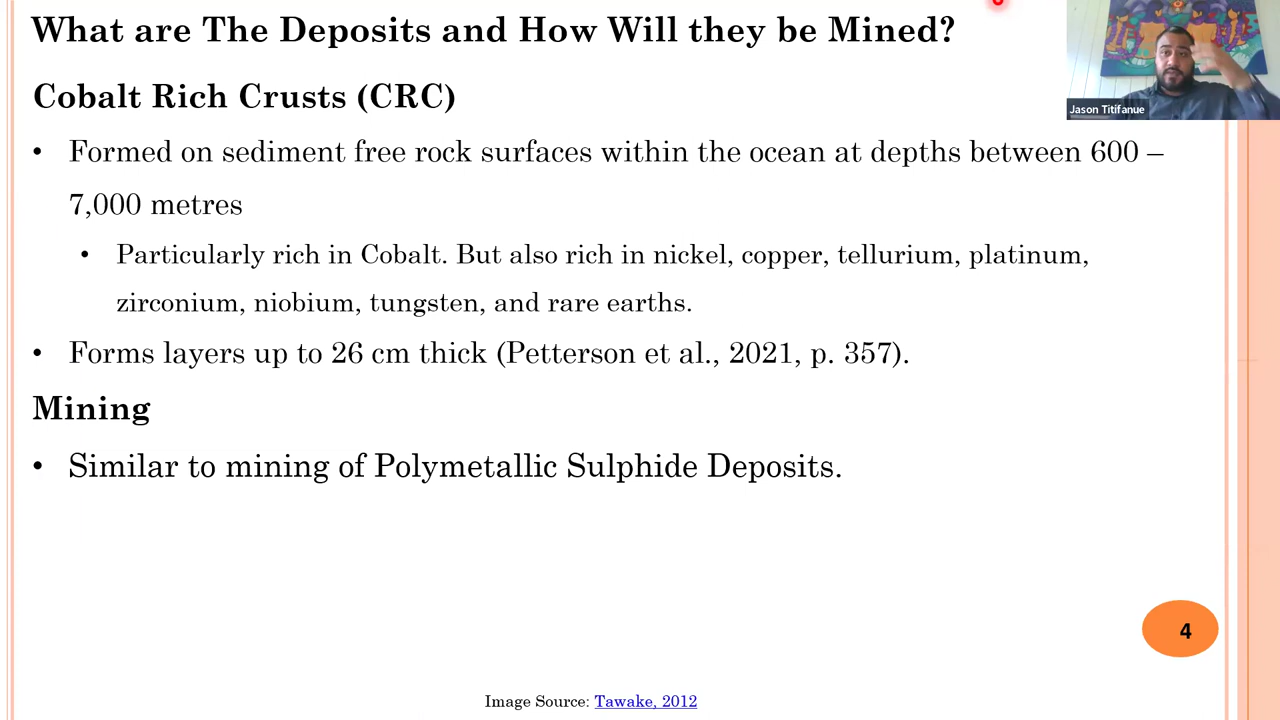 What are The Deposits and How Will they be Mined?
Cobalt Rich Crusts (CRC)
Jason Titifanue
• Formed on sediment free rock surfaces within the ocean at depths between 600 –
7,000 metres
• Particularly rich in Cobalt. But also rich in nickel, copper, tellurium, platinum,
zirconium, niobium, tungsten, and rare earths.
• Forms layers up to 26 cm thick (Petterson et al., 2021, p. 357).
Mining
• Similar to mining of Polymetallic Sulphide Deposits.
4
Image Source: Tawake, 2012